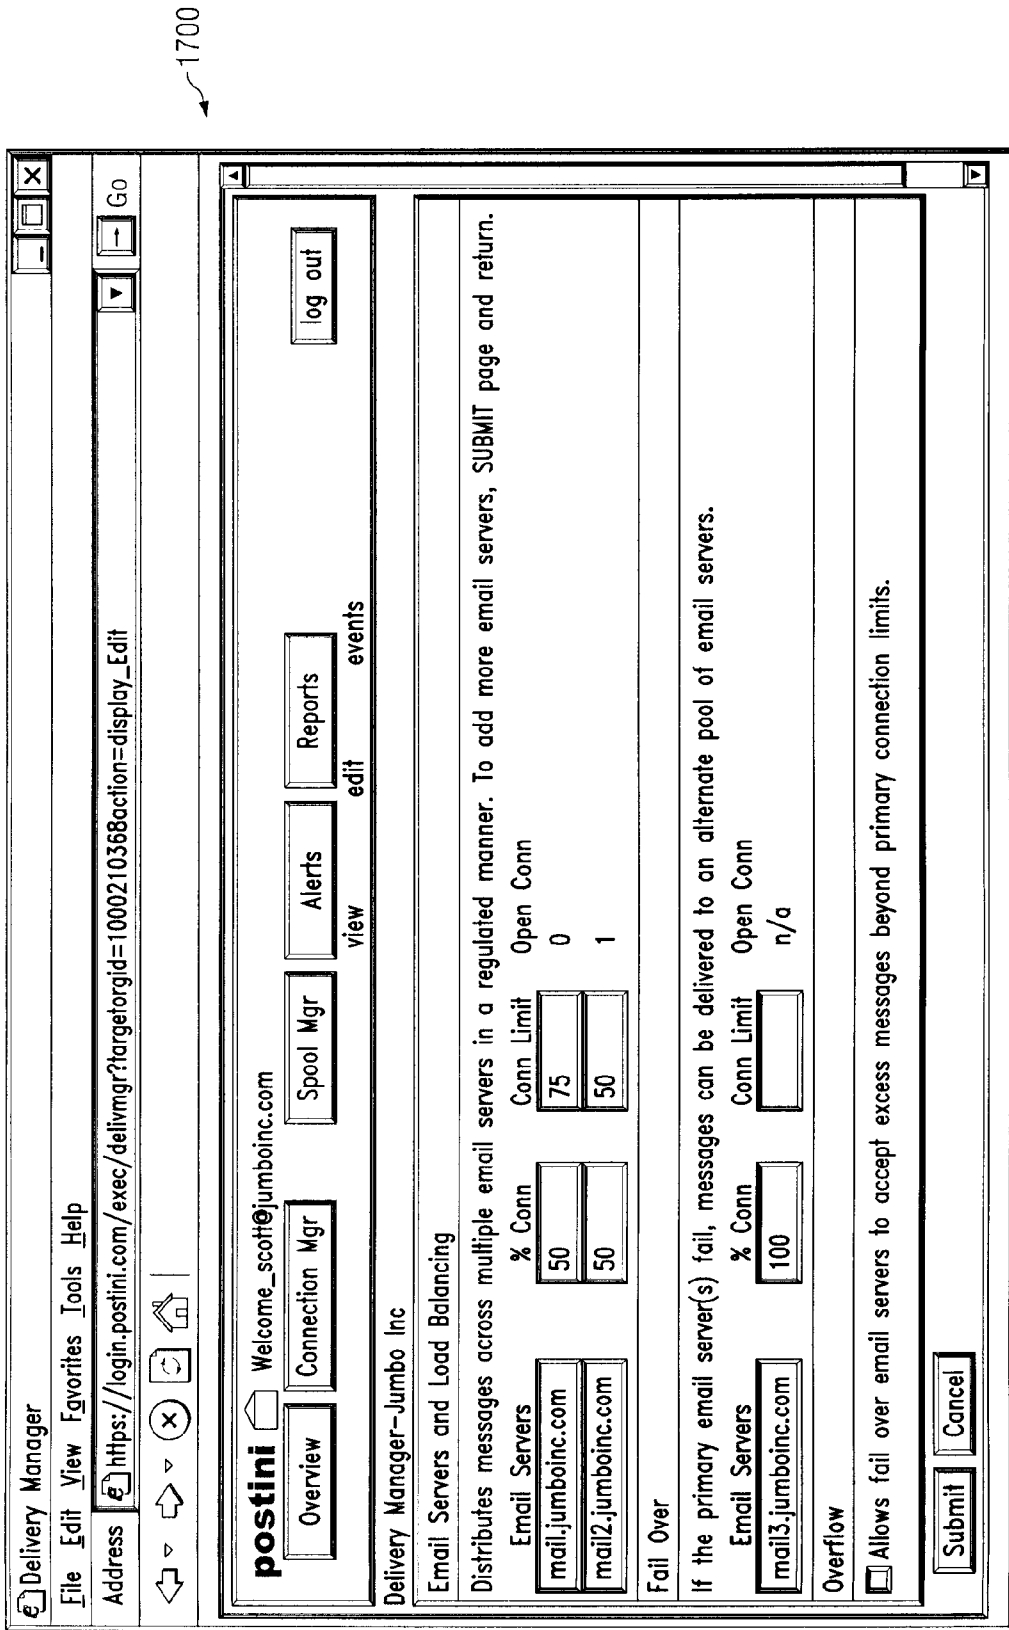 Delivery Manager
File Edit View Favorites Tools Help
Address https://login.postini.com/exec/delivmgr?targetorgid=100021036&action=display_Edit Go
postini Welcome_scott@jumboinc.com
Overview Connection Mgr Spool Mgr Alerts Reports log out
view edit events
Delivery Manager-Jumbo Inc
Email Servers and Load Balancing
Distributes messages across multiple email servers in a regulated manner. To add more email servers, SUBMIT page and return.
Email Servers % Conn Conn Limit Open Conn
mail.jumboinc.com 50 75 0
mail2.jumboinc.com 50 50 1
Fail Over
If the primary email server(s) fail, messages can be delivered to an alternate pool of email servers.
Email Servers % Conn Conn Limit Open Conn
mail3.jumboinc.com 100 n/a
Overflow
Allows fail over email servers to accept excess messages beyond primary connection limits.
Submit Cancel
1700